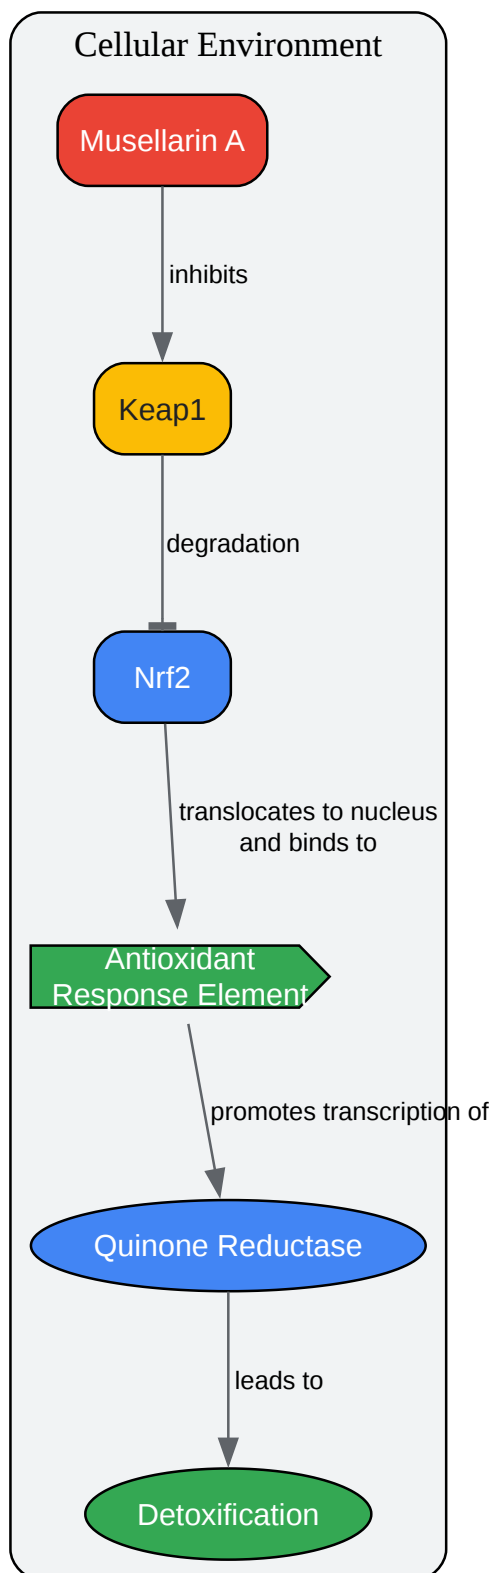 Cellular Environment
Musellarin A
inhibits
Keap1
degradation
Nrf2
translocates to nucleus
and binds to
Antioxidant
Response Element
promotes transcription of
Quinone Reductase
leads to
Detoxification